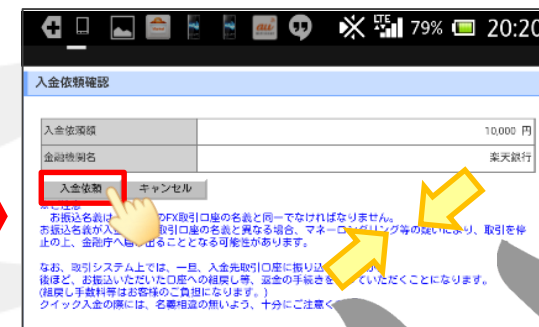 au
LTE
79%
20:20
入金依頼確認
入金依頼額 10,000 円
金融機関名 楽天銀行
入金依頼 キャンセル
お振込名義は のFX取引口座の名義と同一でなければなりません。
お振込名義が入 取引口座の名義と異なる場合、マネーロンダリング等の疑いにより、取引を停
止の上、金融庁へ届け出ることとなる可能性があります。
なお、取引システム上では、一旦、入金先取引口座に振り込
後ほど、お振込いただいた口座への組戻し等、返金の手続きを ていただくことになります。
(組戻し手数料等はお客様のご負担になります。)
クイック入金の際には、名義相違の無いよう、十分にご注意く